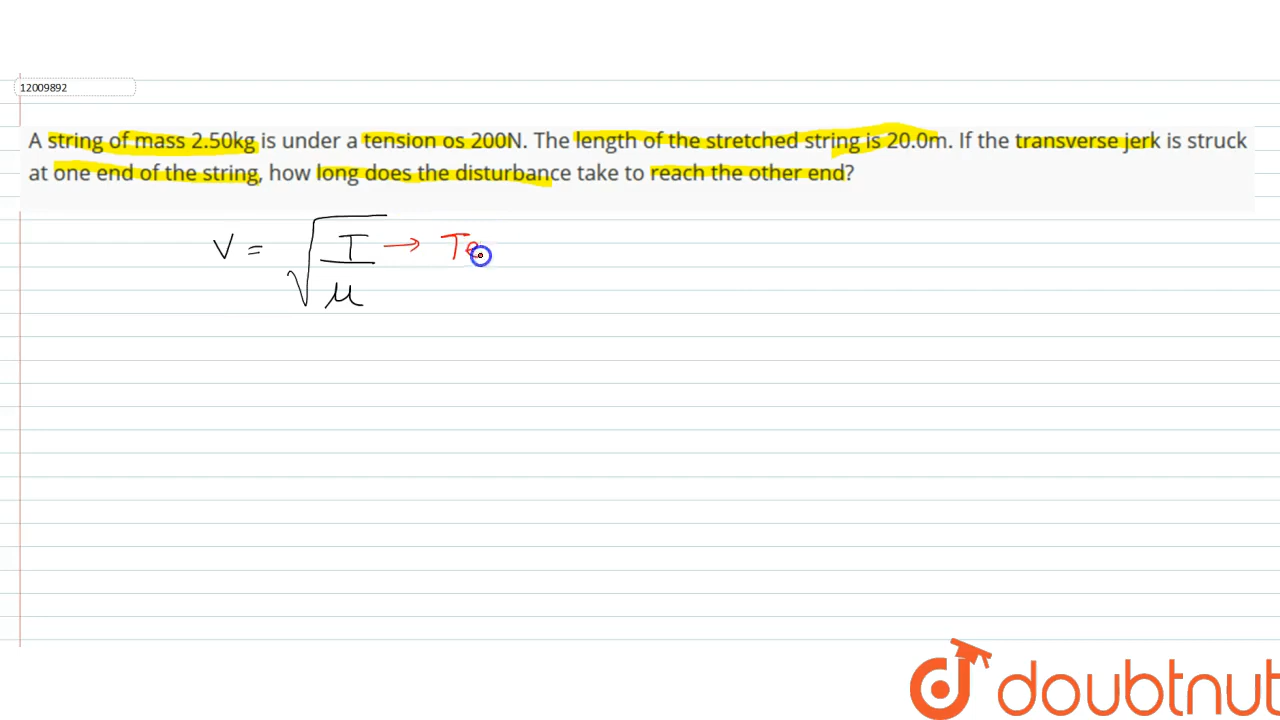 12009892
A string of mass 2.50kg is under a tension os 200N. The length of the stretched string is 20.0m. If the transverse jerk is struck
at one end of the string, how long does the disturbance take to reach the other end?
V = √(T/μ) → Te
doubtnut